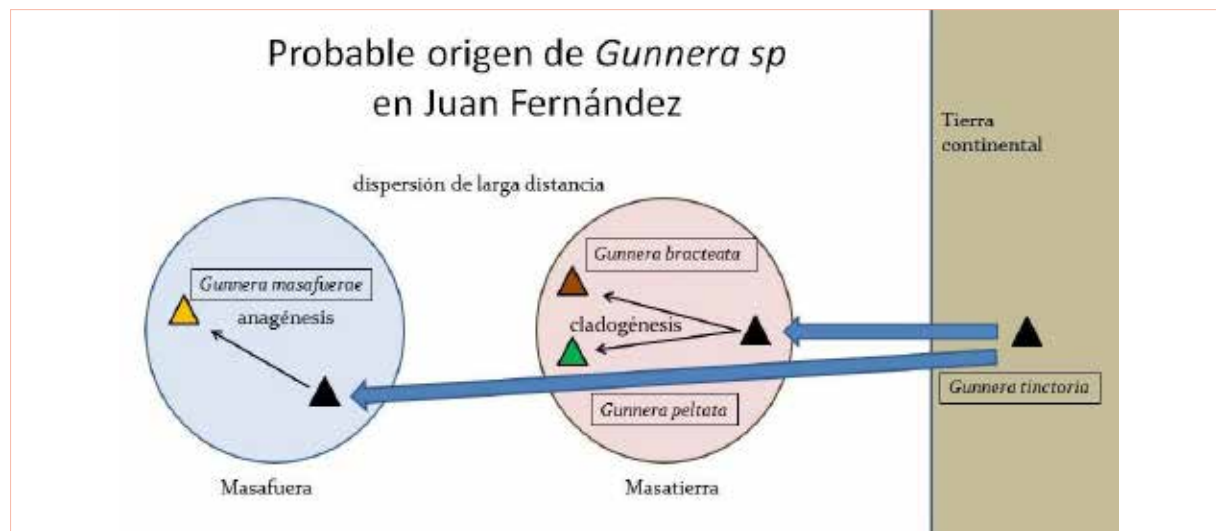 Probable origen de Gunnera sp
en Juan Fernández
Tierra
continental
dispersión de larga distancia
Gunnera bracteata
Gunnera masafuerae
anagénesis
cladogénesis
Gunnera tinctoria
Gunnera peltata
Masafuera
Masatierra